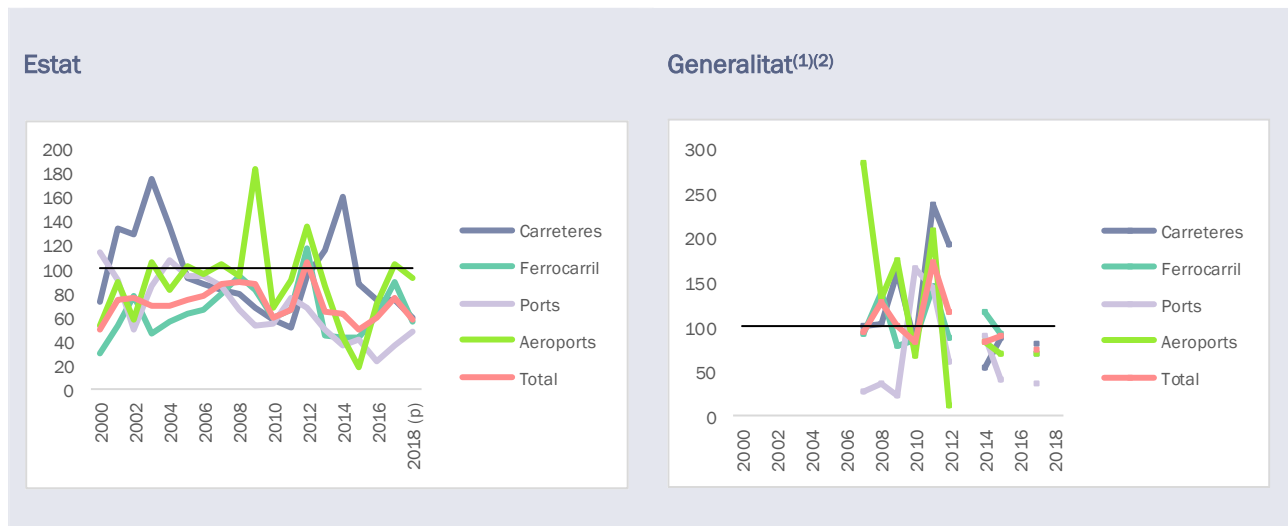 Estat
200
180
160
140
120
100
80
60
40
20
0
2000
2002
2004
2006
2008
2010
2012
2014
2016
2018 (p)
Carreteres
Ferrocarril
Ports
Aeroports
Total
Generalitat(1)(2)
300
250
200
150
100
50
0
2000
2002
2004
2006
2008
2010
2012
2014
2016
2018
Carreteres
Ferrocarril
Ports
Aeroports
Total